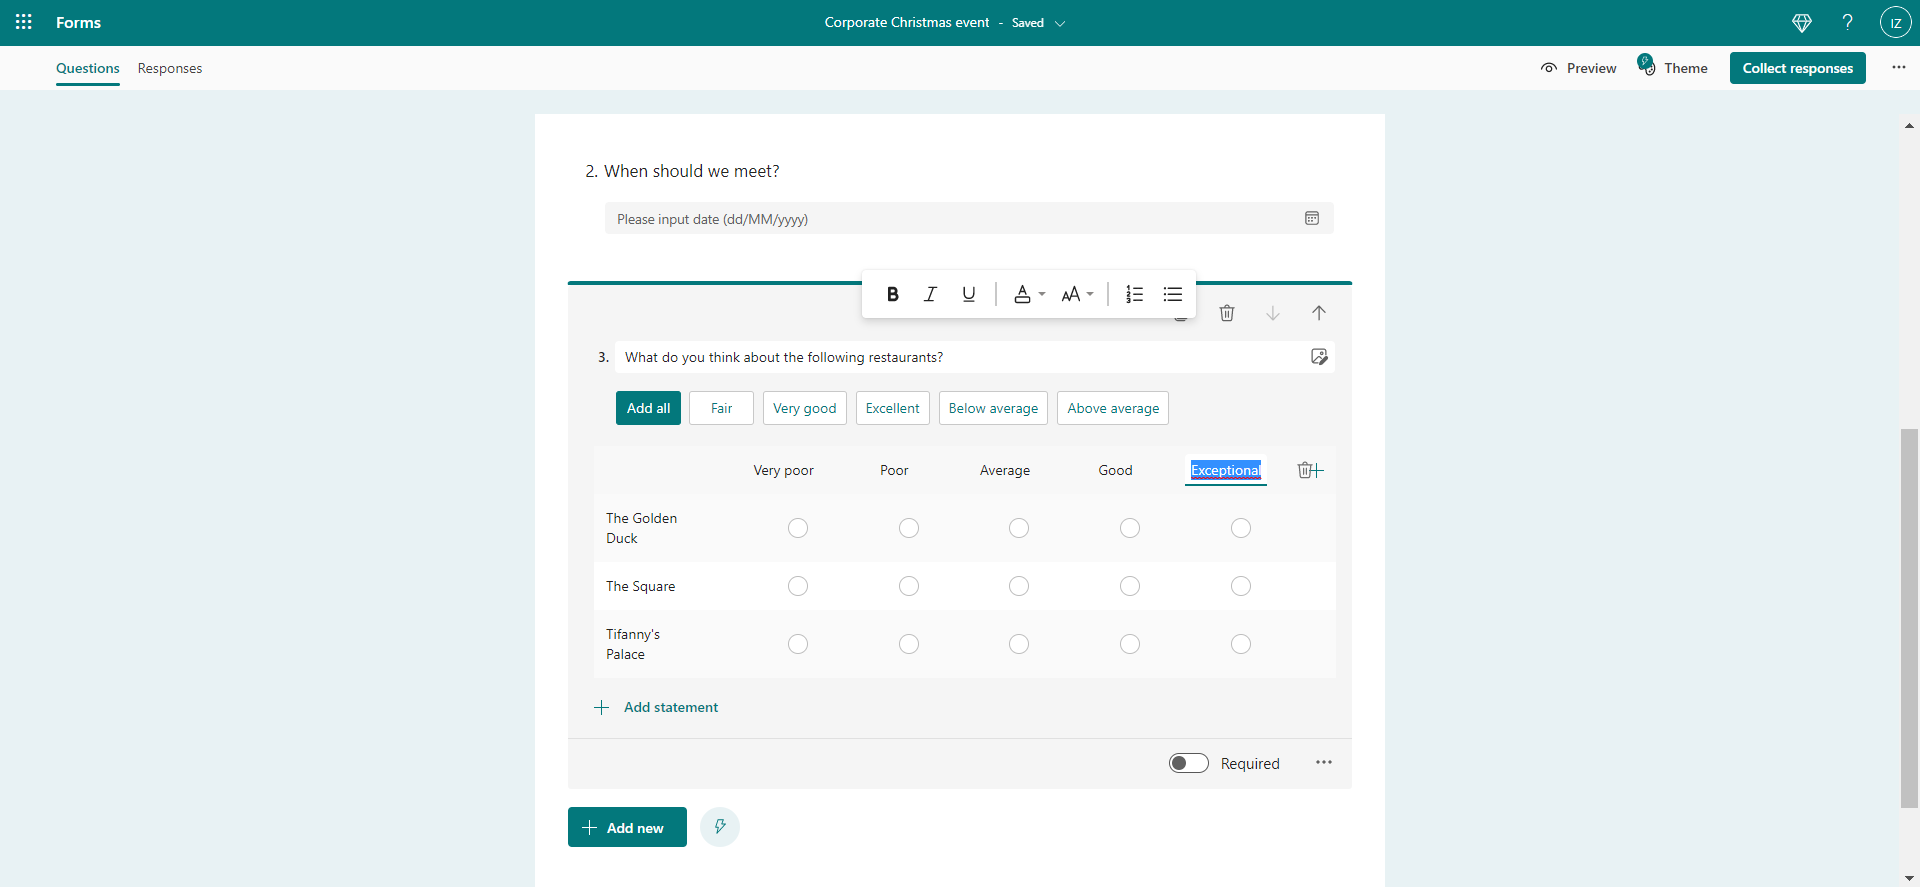 Forms
Corporate Christmas event - Saved
IZ
Questions Responses
Preview Theme Collect responses
2. When should we meet?
Please input date (dd/MM/yyyy)
B I U A AA
3. What do you think about the following restaurants?
Add all Fair Very good Excellent Below average Above average
Very poor Poor Average Good Exceptional
The Golden
Duck
The Square
Tifanny's
Palace
Add statement
Required
Add new